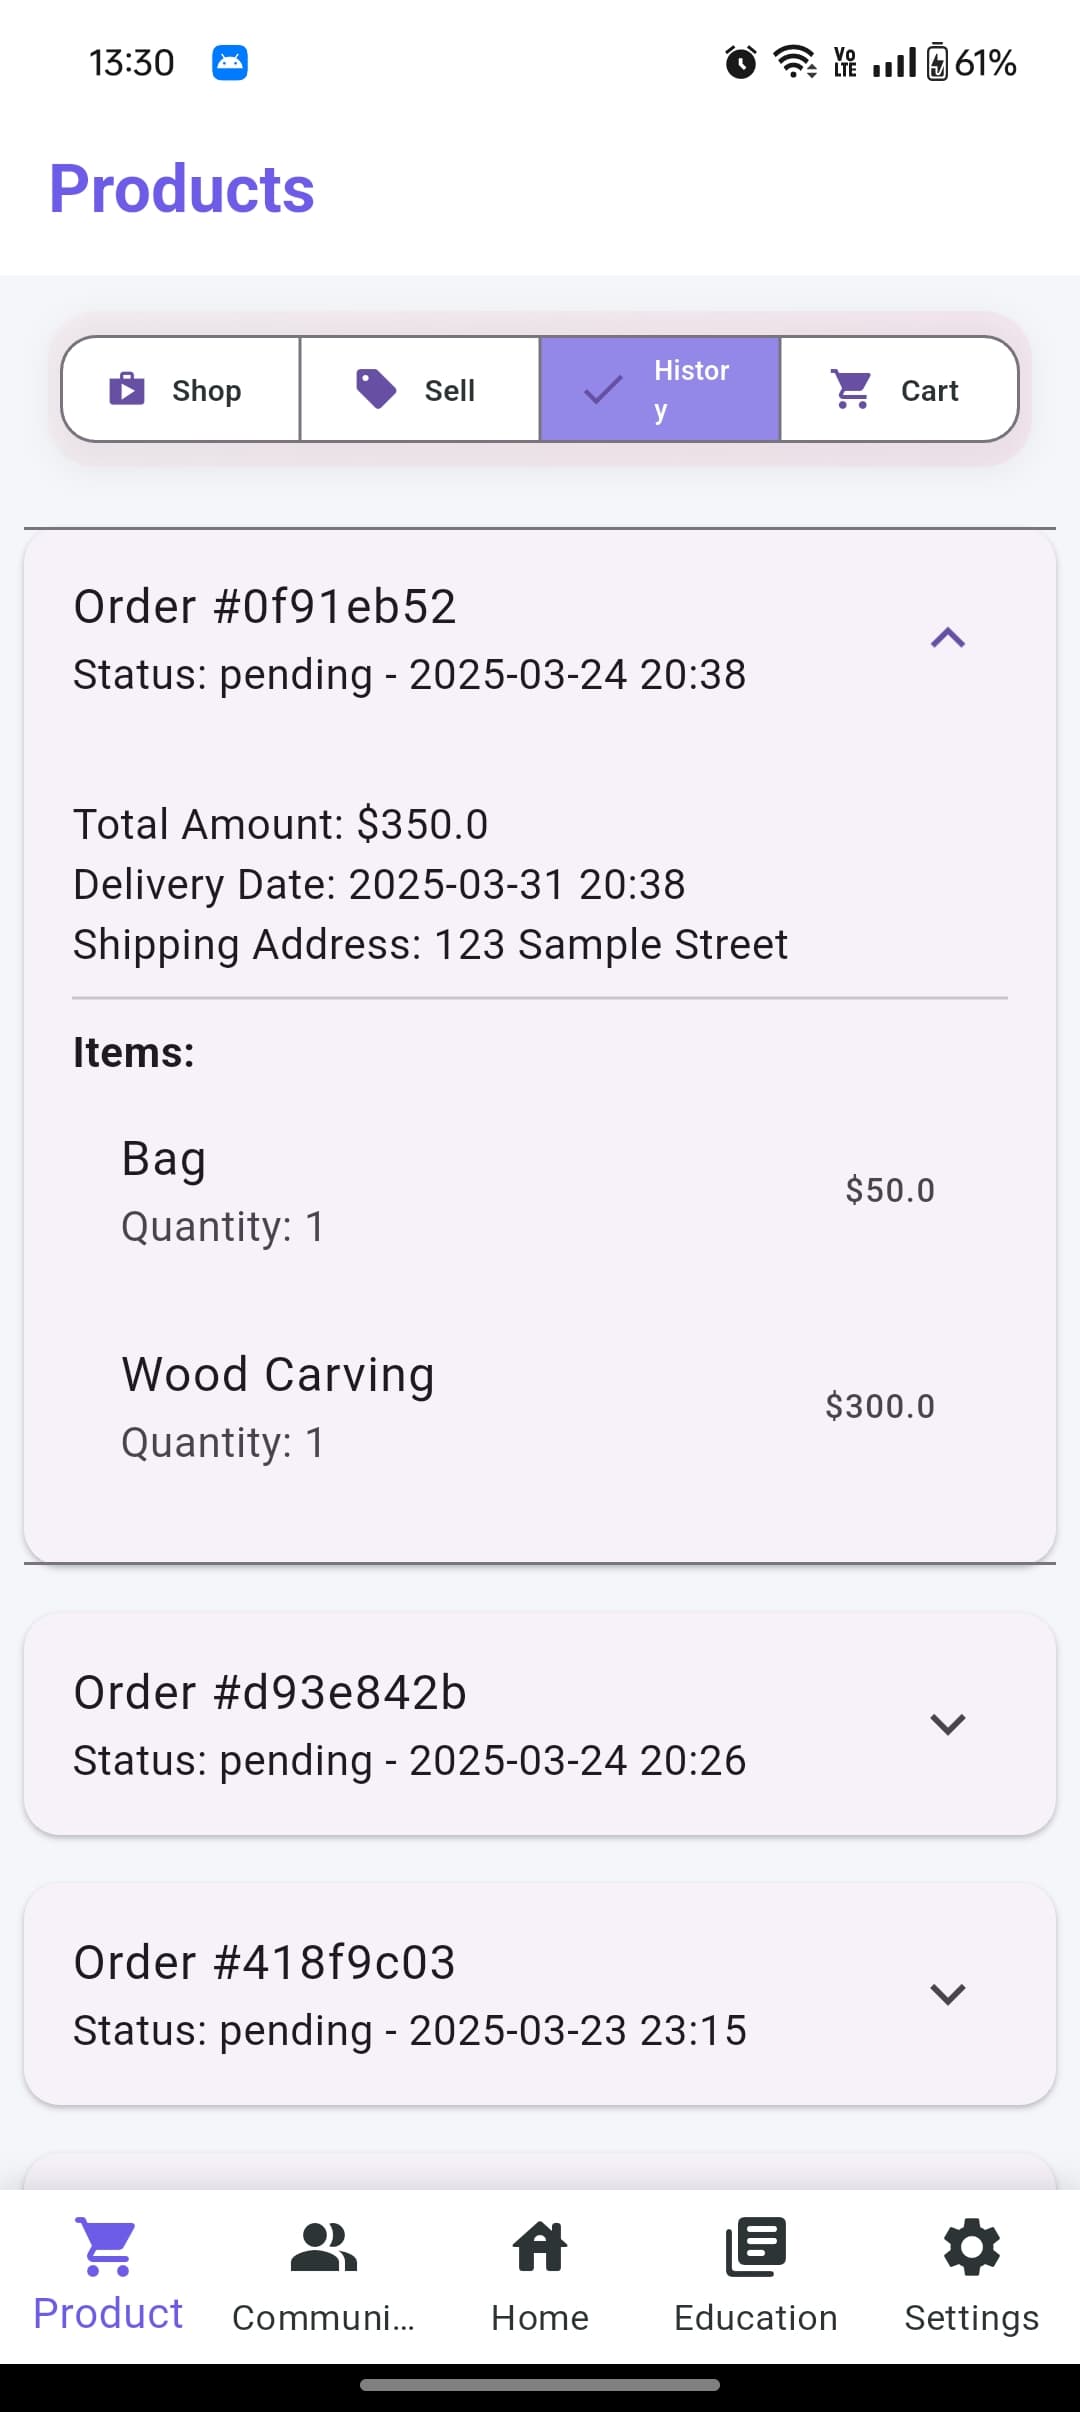 13:30
Vo
LTE
61%
Products
Shop
Sell
Histor
y
Cart
Order #0f91eb52
Status: pending - 2025-03-24 20:38
Total Amount: $350.0
Delivery Date: 2025-03-31 20:38
Shipping Address: 123 Sample Street
Items:
Bag
$50.0
Quantity: 1
Wood Carving
$300.0
Quantity: 1
Order #d93e842b
Status: pending - 2025-03-24 20:26
Order #418f9c03
Status: pending - 2025-03-23 23:15
Product
Communi...
Home
Education
Settings